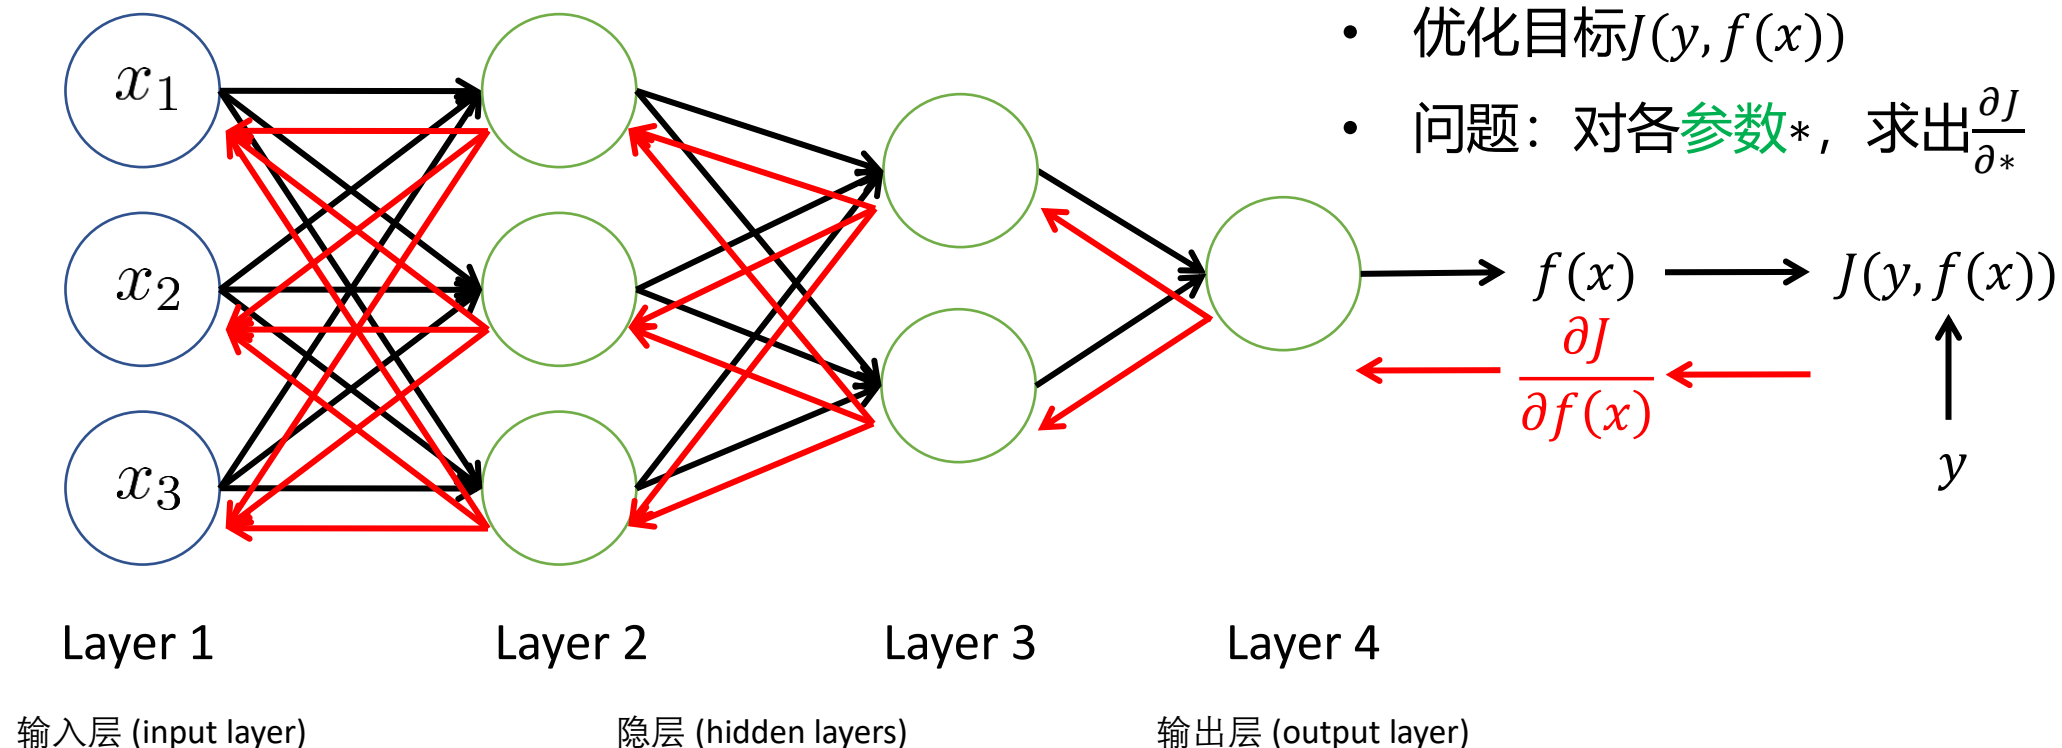 • 优化目标J(y, f(x))
• 问题：对各参数*，求出∂J/∂*
x₁
x₂
x₃
f(x)
J(y, f(x))
∂J/∂f(x)
y
Layer 1
Layer 2
Layer 3
Layer 4
输入层 (input layer)
隐层 (hidden layers)
输出层 (output layer)